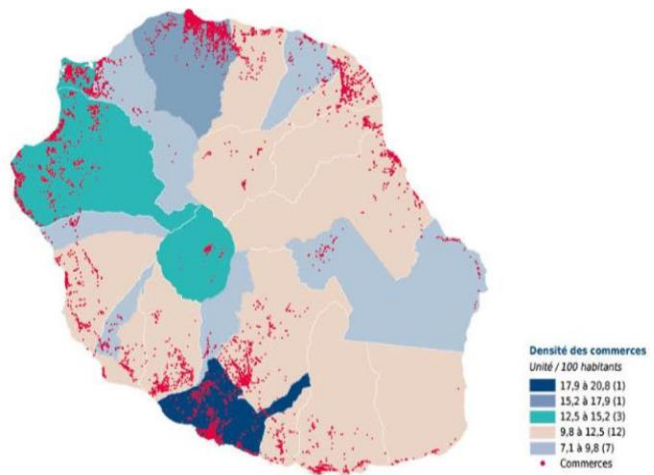 Densité des commerces
Unité / 100 habitants
17,9 à 20,8 (1)
15,2 à 17,9 (1)
12,5 à 15,2 (3)
9,8 à 12,5 (12)
7,1 à 9,8 (7)
Commerces